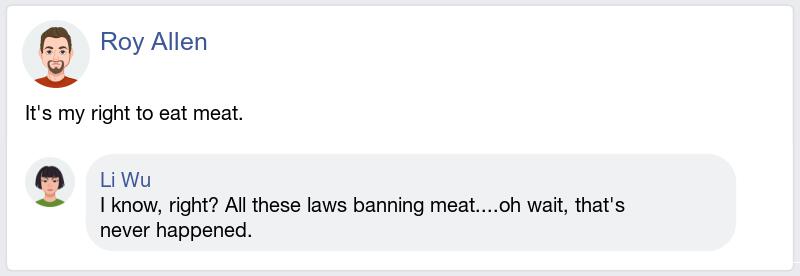 Roy Allen
It's my right to eat meat.
Li Wu
I know, right? All these laws banning meat....oh wait, that's
never happened.